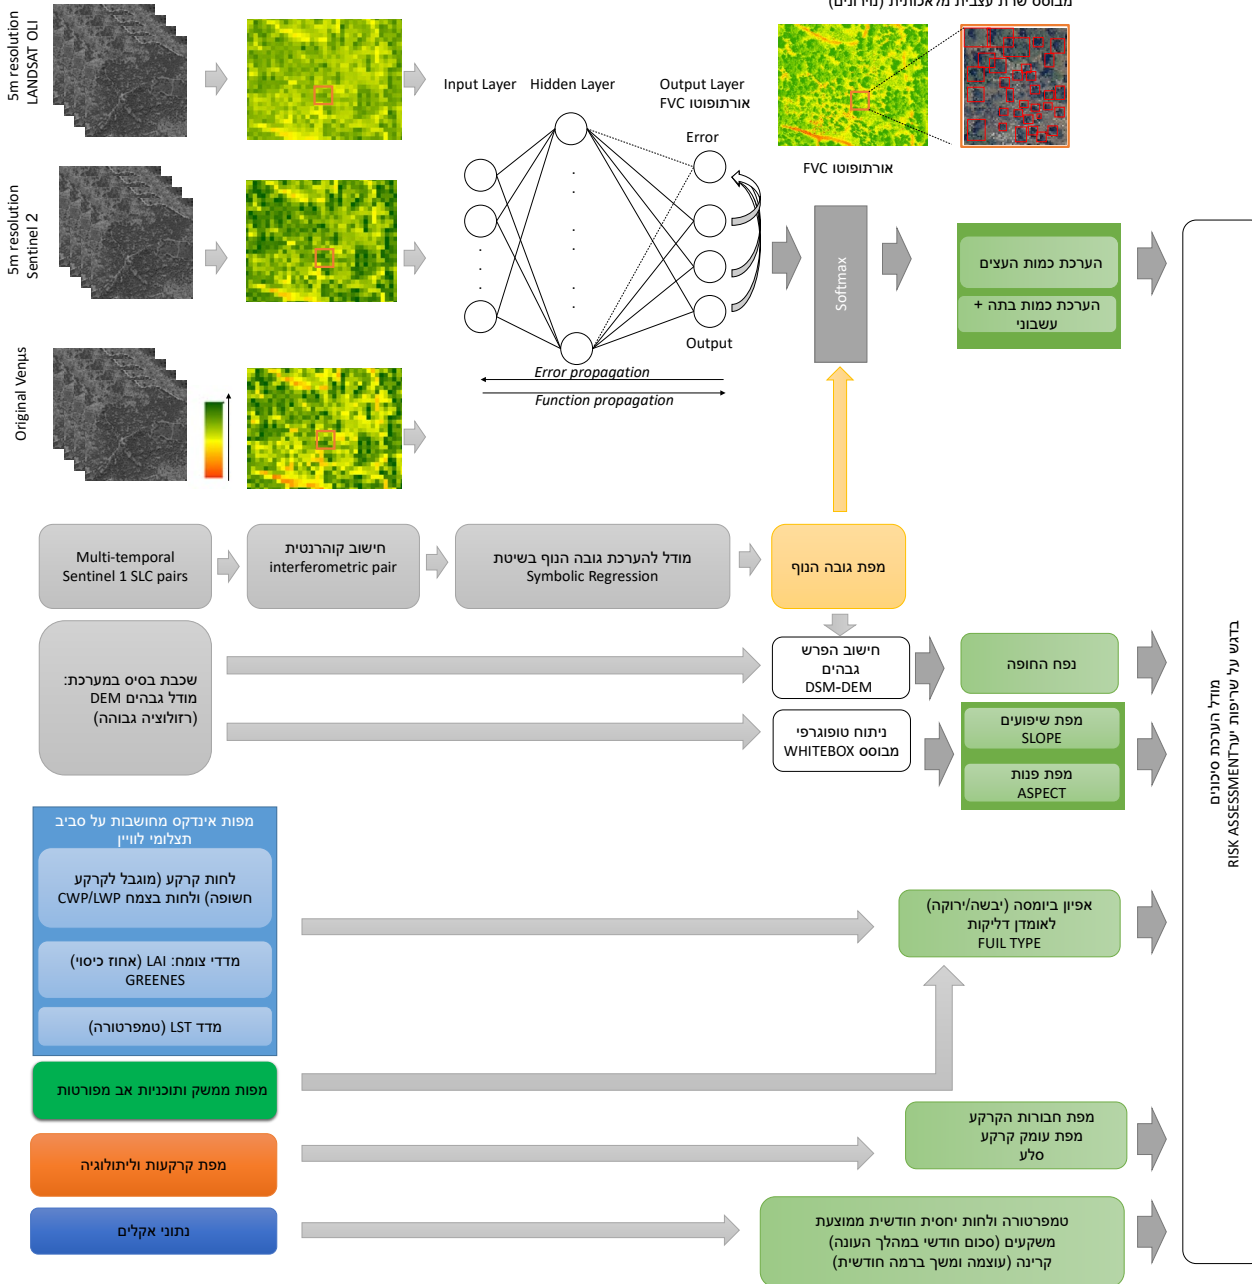 מבוסס שרת עצבית מלאכותית (נוירונים)
5m resolution
LANDSAT OLI
Input Layer
Hidden Layer
Output Layer
אורתופוטו FVC
Error
אורתופוטו FVC
5m resolution
Sentinel 2
Softmax
הערכת כמות העצים
הערכת כמות בתה +
עשבוני
Output
Error propagation
Function propagation
Original Venµs
Multi-temporal
Sentinel 1 SLC pairs
חישוב קוהרנטית
interferometric pair
מודל להערכת גובה הנוף בשיטת
Symbolic Regression
מפת גובה הנוף
שכבת בסיס במערכת:
מודל גבהים DEM
(רזולוציה גבוהה)
חישוב הפרש
גבהים
DSM-DEM
נפח החופה
ניתוח טופוגרפי
מבוסס WHITEBOX
מפת שיפועים
SLOPE
מפת פנות
ASPECT
מפות אינדקס מחושבות על סביב
תצלומי לוויין
לחות קרקע (מוגבל לקרקע
חשופה) ולחות בצמח CWP/LWP
מדדי צומח: LAI (אחוז כיסוי)
GREENES
מדד LST (טמפרטורה)
אפיון ביומסה (יבשה/ירוקה)
לאומדן דליקות
FUIL TYPE
מפות ממשק ותוכניות אב מפורטות
מפת קרקעות וליתולוגיה
מפת חבורות הקרקע
מפת עומק קרקע
סלע
נתוני אקלים
טמפרטורה ולחות יחסית חודשית ממוצעת
משקעים (סכום חודשי במהלך העונה)
קרינה (עוצמה ומשך ברמה חודשית)
מודל הערכת סיכונים
RISK ASSESSMENT בדגש על שריפות יער